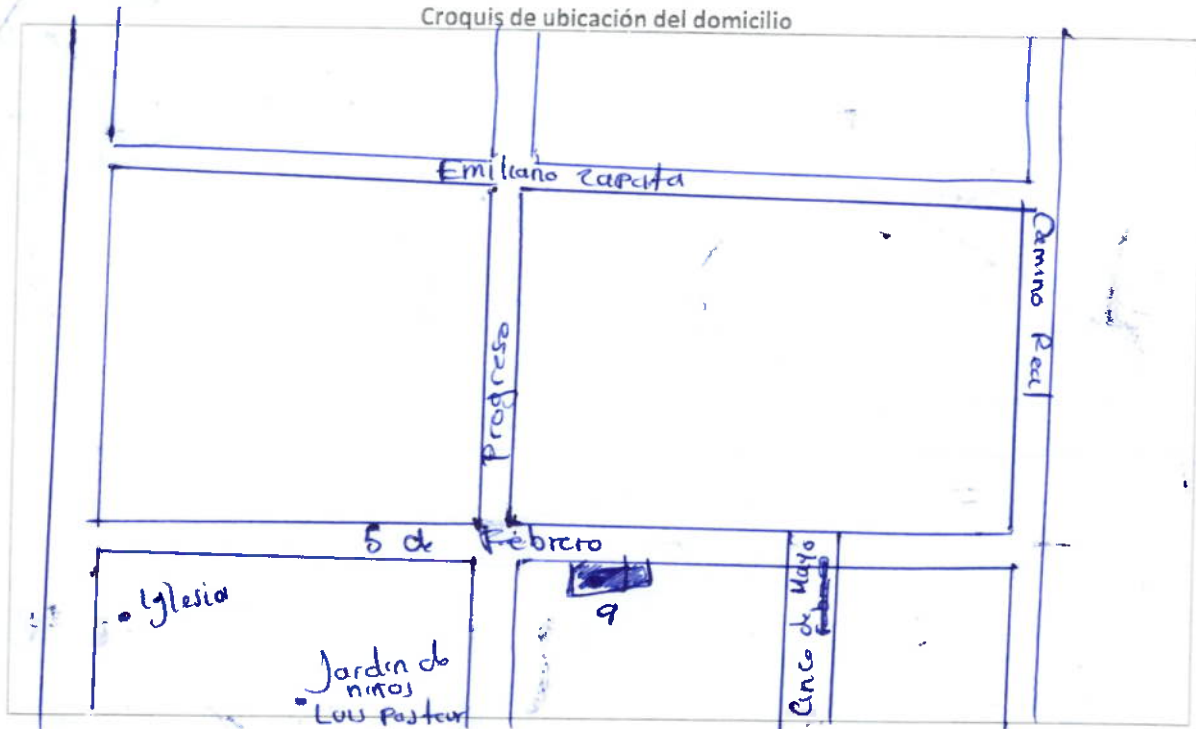 Croquis de ubicación del domicilio
Emiliano Zapata
Camino Real
Progreso
5 de Febrero
9
Cinco de Mayo
Iglesia
Jardin de
niños
Luis Pasteur